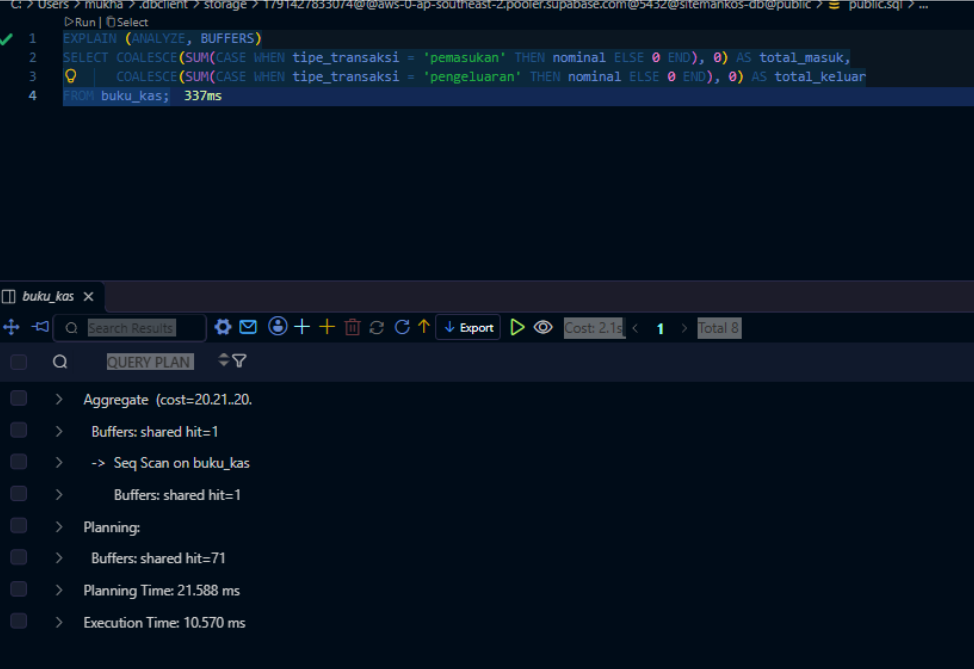 C: > Users > mukha > .dbclient > storage > 1791427833074@@aws-0-ap-southeast-2.pooler.supabase.com@5432@sitemankos-db@public > public.sql > ...
Run | Select
1 EXPLAIN (ANALYZE, BUFFERS)
2 SELECT COALESCE(SUM(CASE WHEN tipe_transaksi = 'pemasukan' THEN nominal ELSE 0 END), 0) AS total_masuk,
3 COALESCE(SUM(CASE WHEN tipe_transaksi = 'pengeluaran' THEN nominal ELSE 0 END), 0) AS total_keluar
4 FROM buku_kas; 337ms
buku_kas
Search Results Export Cost: 2.1s 1 Total 8
QUERY PLAN
Aggregate (cost=20.21..20.
Buffers: shared hit=1
-> Seq Scan on buku_kas
Buffers: shared hit=1
Planning:
Buffers: shared hit=71
Planning Time: 21.588 ms
Execution Time: 10.570 ms